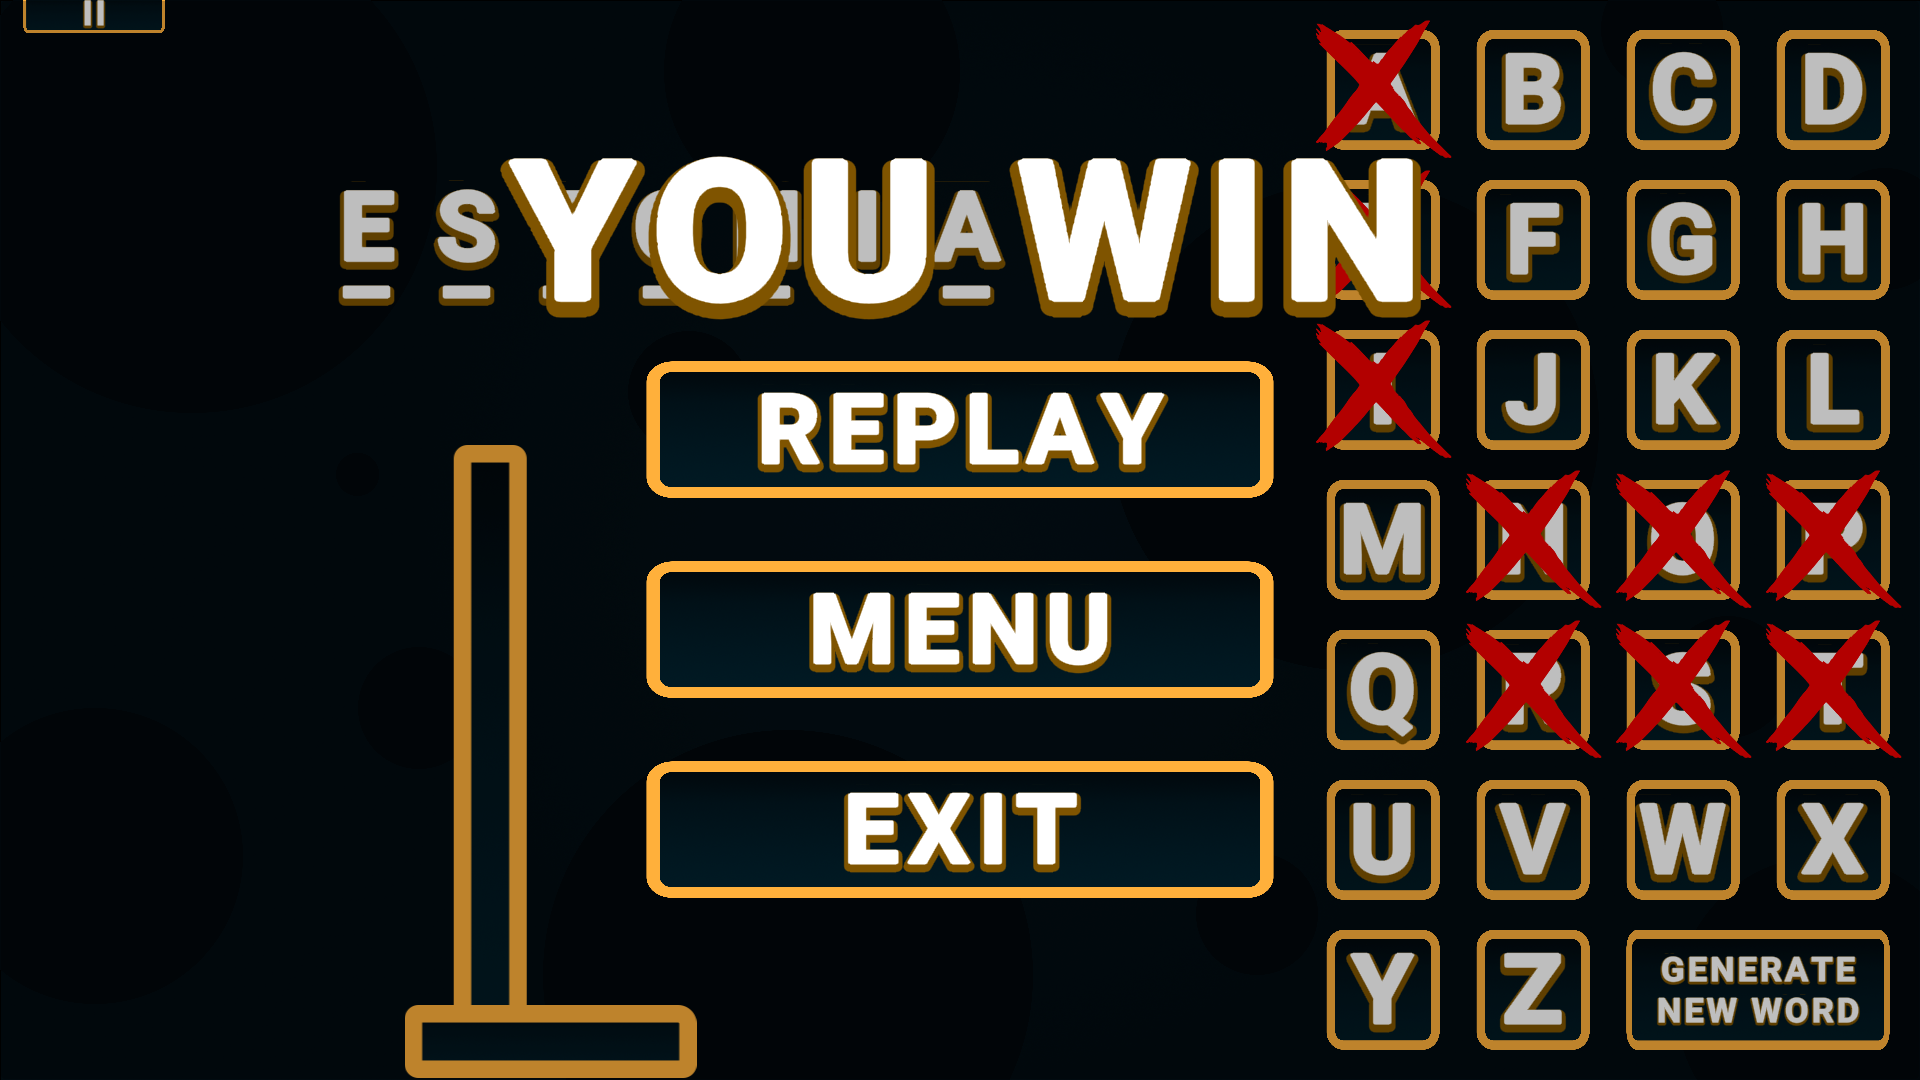 YOU WIN
REPLAY
MENU
EXIT
A B C D
F G H
I J K L
M N O P
Q R S T
U V W X
Y Z
GENERATE
NEW WORD